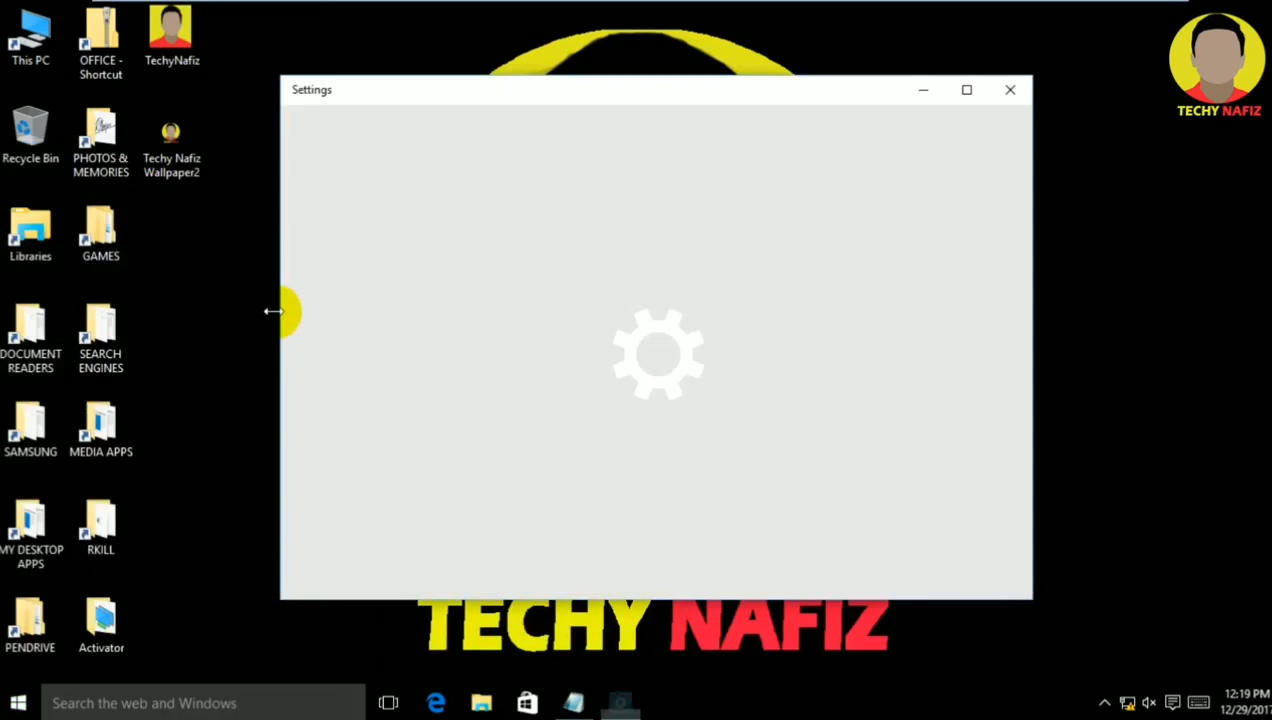 This PC
OFFICE -
Shortcut
TechyNafiz
Recycle Bin
PHOTOS &
MEMORIES
Techy Nafiz
Wallpaper2
Libraries
GAMES
DOCUMENT
READERS
SEARCH
ENGINES
SAMSUNG
MEDIA APPS
MY DESKTOP
APPS
RKILL
PENDRIVE
Activator
Settings
TECHY NAFIZ
TECHY NAFIZ
Search the web and Windows
12:19 PM
12/29/2017